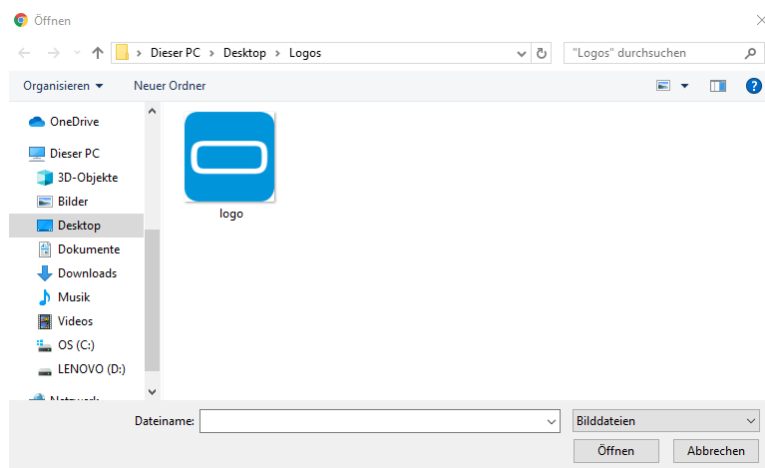 Öffnen
Dieser PC > Desktop > Logos
"Logos" durchsuchen
Organisieren
Neuer Ordner
OneDrive
Dieser PC
3D-Objekte
Bilder
Desktop
Dokumente
Downloads
Musik
Videos
OS (C:)
LENOVO (D:)
logo
Dateiname:
Bilddateien
Öffnen
Abbrechen